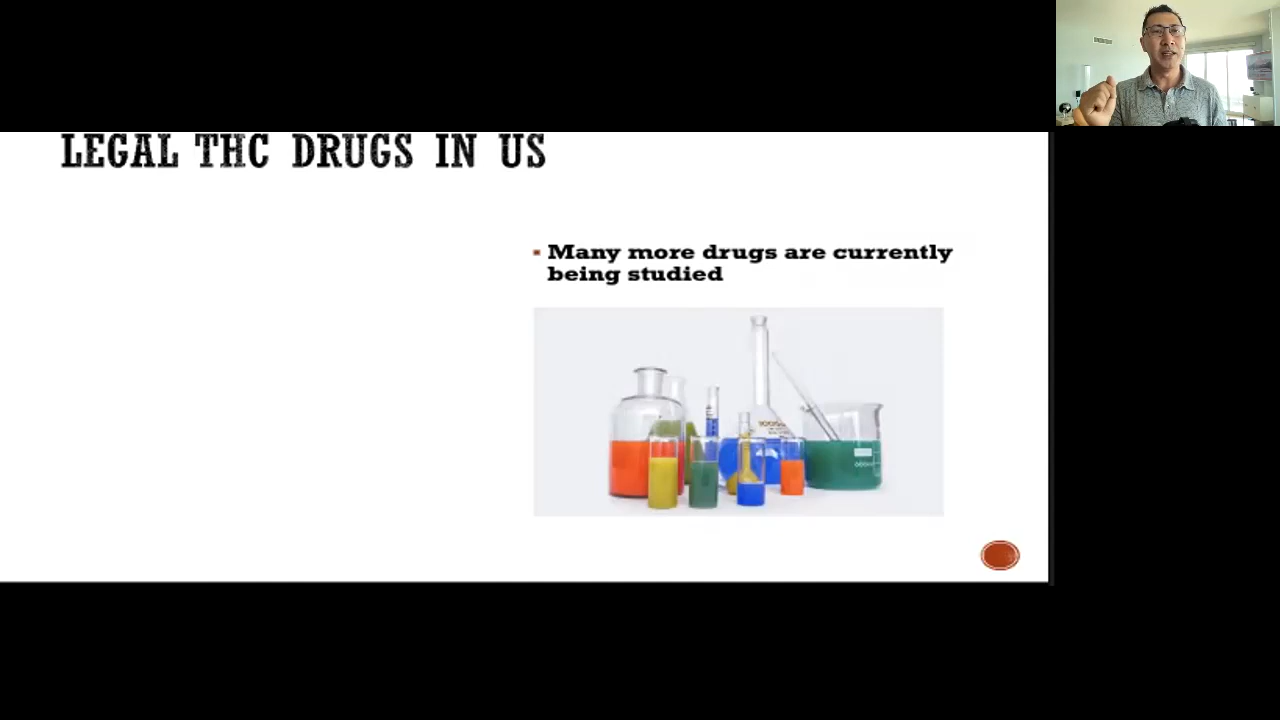 LEGAL THC DRUGS IN US
Many more drugs are currently
being studied